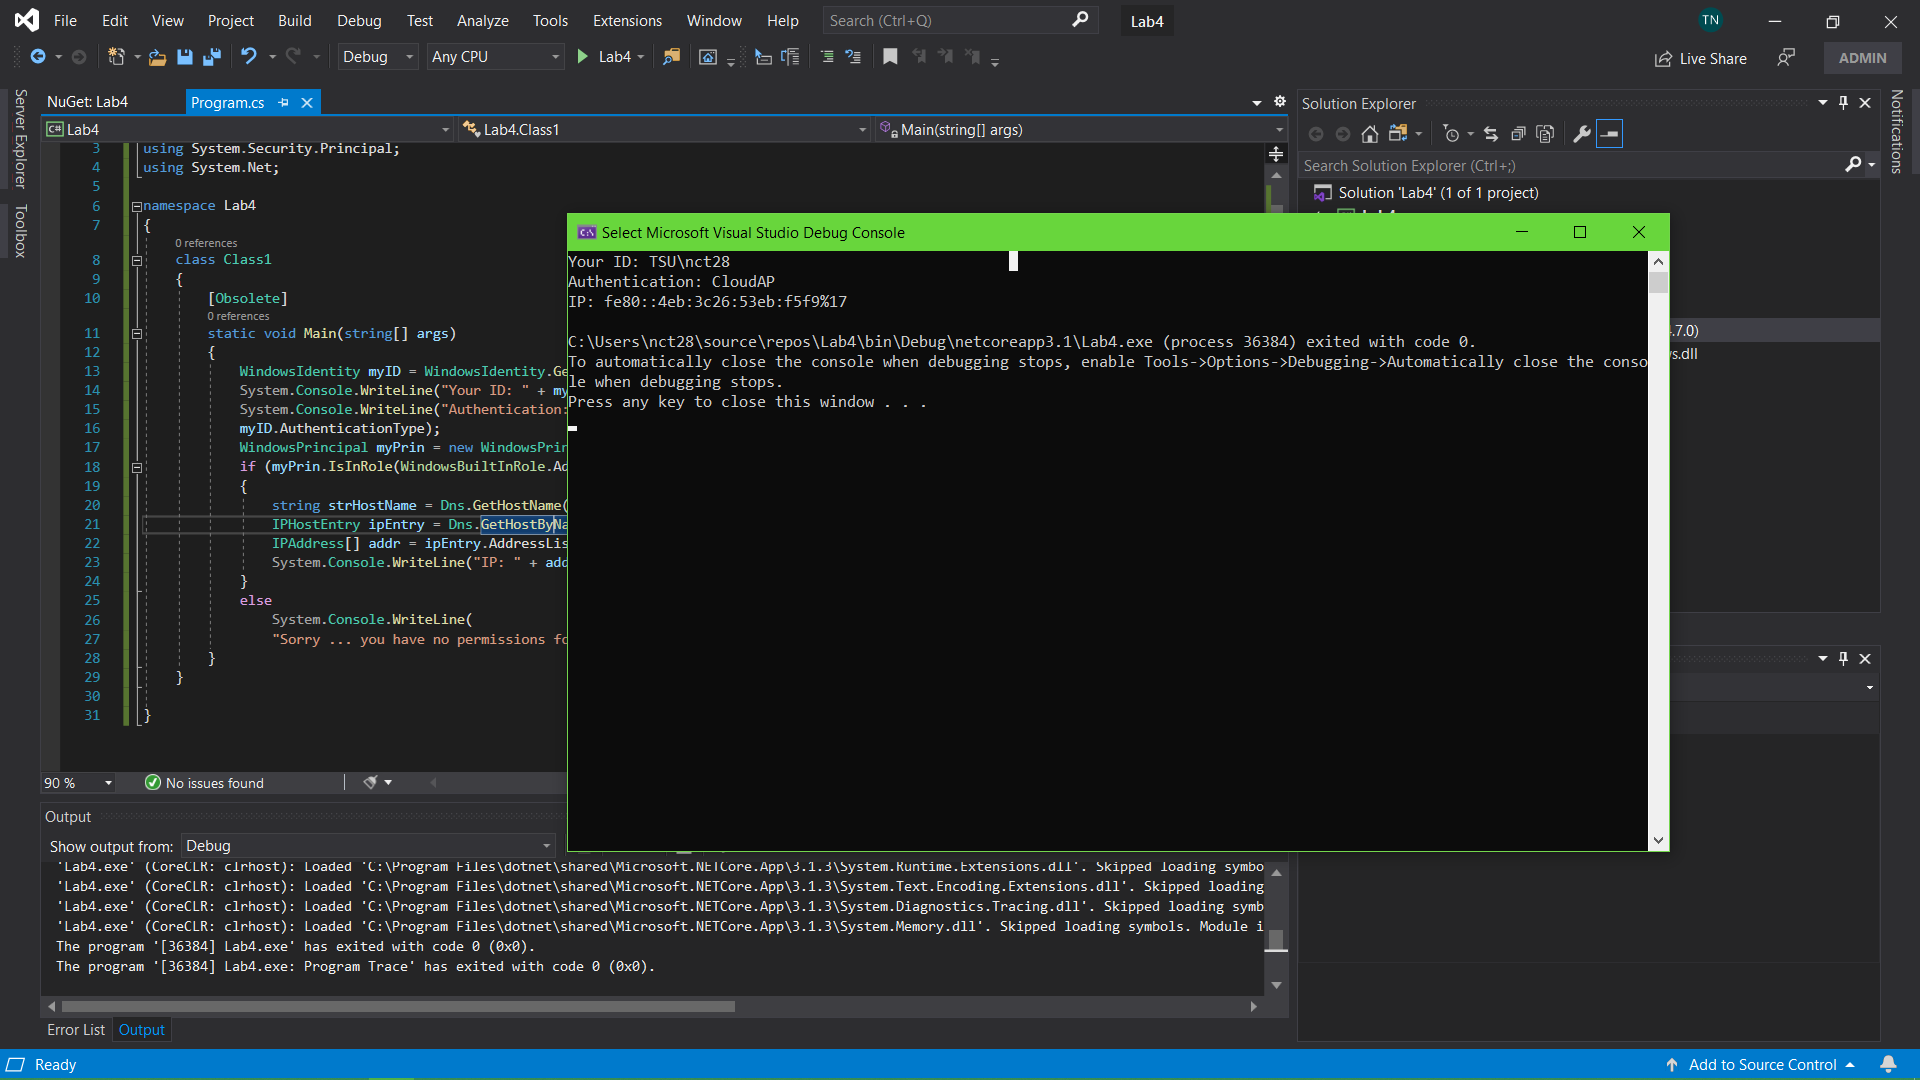 File Edit View Project Build Debug Test Analyze Tools Extensions Window Help Search (Ctrl+Q) Lab4 TN
Debug Any CPU Lab4 Live Share ADMIN
Server Explorer
Toolbox
NuGet: Lab4 Program.cs
C# Lab4 Lab4.Class1 Main(string[] args)
3 using System.Security.Principal;
4 using System.Net;
5
6 namespace Lab4
7 {
0 references
8 class Class1
9 {
10 [Obsolete]
0 references
11 static void Main(string[] args)
12 {
13 WindowsIdentity myID = WindowsIdentity.Ge
14 System.Console.WriteLine("Your ID: " + my
15 System.Console.WriteLine("Authentication:
16 myID.AuthenticationType);
17 WindowsPrincipal myPrin = new WindowsPrin
18 if (myPrin.IsInRole(WindowsBuiltInRole.Ad
19 {
20 string strHostName = Dns.GetHostName(
21 IPHostEntry ipEntry = Dns.GetHostByNa
22 IPAddress[] addr = ipEntry.AddressLis
23 System.Console.WriteLine("IP: " + add
24 }
25 else
26 System.Console.WriteLine(
27 "Sorry ... you have no permissions fo
28 }
29 }
30
31 }
90 % No issues found
C:\ Select Microsoft Visual Studio Debug Console
Your ID: TSU\nct28
Authentication: CloudAP
IP: fe80::4eb:3c26:53eb:f5f9%17
C:\Users\nct28\source\repos\Lab4\bin\Debug\netcoreapp3.1\Lab4.exe (process 36384) exited with code 0.
To automatically close the console when debugging stops, enable Tools->Options->Debugging->Automatically close the conso
le when debugging stops.
Press any key to close this window . . .
Solution Explorer
Search Solution Explorer (Ctrl+;)
Solution 'Lab4' (1 of 1 project)
.7.0)
s.dll
Notifications
Output
Show output from: Debug
'Lab4.exe' (CoreCLR: clrhost): Loaded 'C:\Program Files\dotnet\shared\Microsoft.NETCore.App\3.1.3\System.Runtime.Extensions.dll'. Skipped loading symbo
'Lab4.exe' (CoreCLR: clrhost): Loaded 'C:\Program Files\dotnet\shared\Microsoft.NETCore.App\3.1.3\System.Text.Encoding.Extensions.dll'. Skipped loading
'Lab4.exe' (CoreCLR: clrhost): Loaded 'C:\Program Files\dotnet\shared\Microsoft.NETCore.App\3.1.3\System.Diagnostics.Tracing.dll'. Skipped loading symb
'Lab4.exe' (CoreCLR: clrhost): Loaded 'C:\Program Files\dotnet\shared\Microsoft.NETCore.App\3.1.3\System.Memory.dll'. Skipped loading symbols. Module i
The program '[36384] Lab4.exe' has exited with code 0 (0x0).
The program '[36384] Lab4.exe: Program Trace' has exited with code 0 (0x0).
Error List Output
Ready Add to Source Control